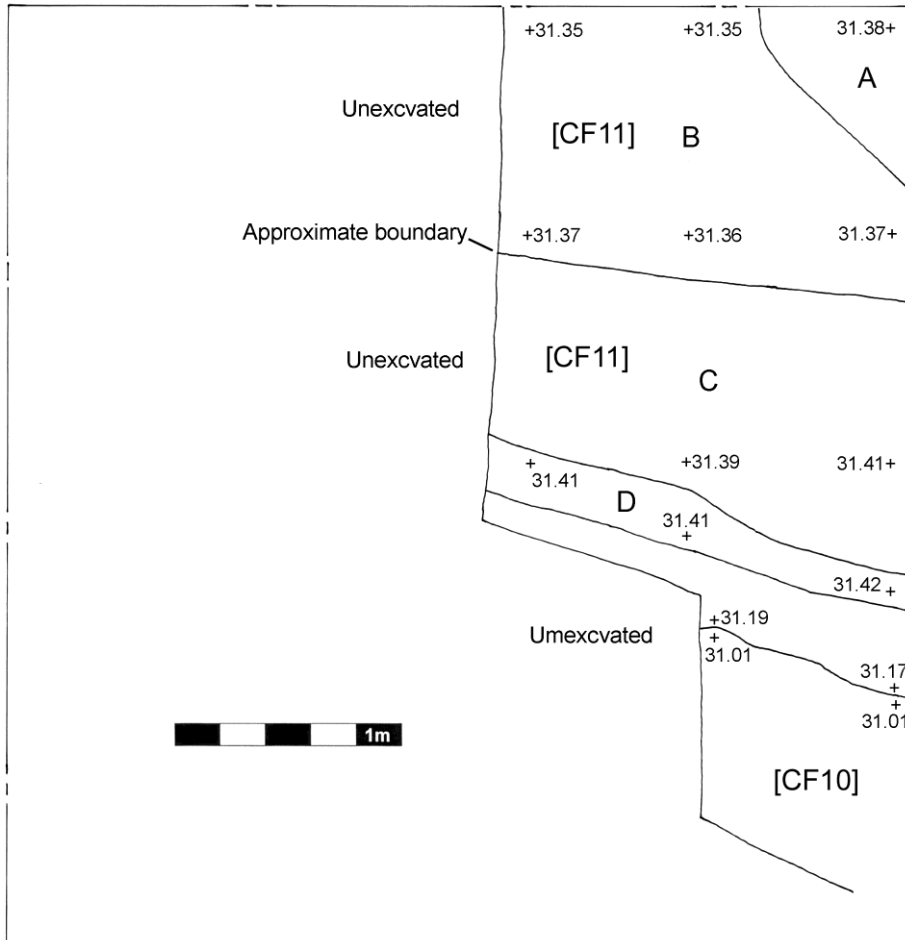 +31.35 +31.35 31.38+
A
Unexcvated
[CF11] B
Approximate boundary
+31.37 +31.36 31.37+
Unexcvated
[CF11] C
+ +31.39 31.41+
31.41
D
31.41
+
31.42 +
+31.19
Umexcvated
+
31.01
31.17
+
+
31.01
1m
[CF10]